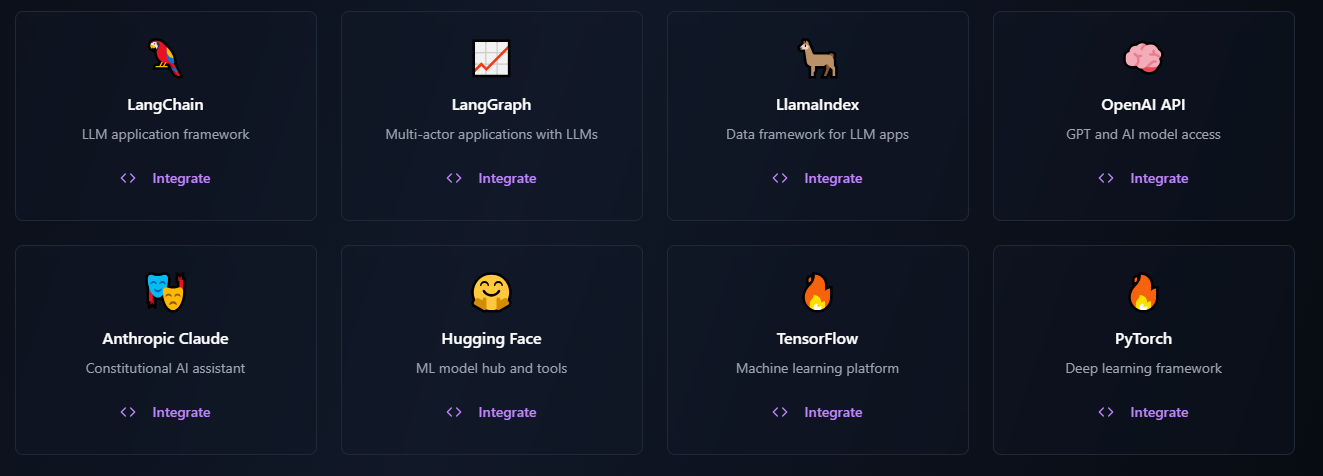 LangChain
LLM application framework
Integrate
LangGraph
Multi-actor applications with LLMs
Integrate
LlamaIndex
Data framework for LLM apps
Integrate
OpenAI API
GPT and AI model access
Integrate
Anthropic Claude
Constitutional AI assistant
Integrate
Hugging Face
ML model hub and tools
Integrate
TensorFlow
Machine learning platform
Integrate
PyTorch
Deep learning framework
Integrate